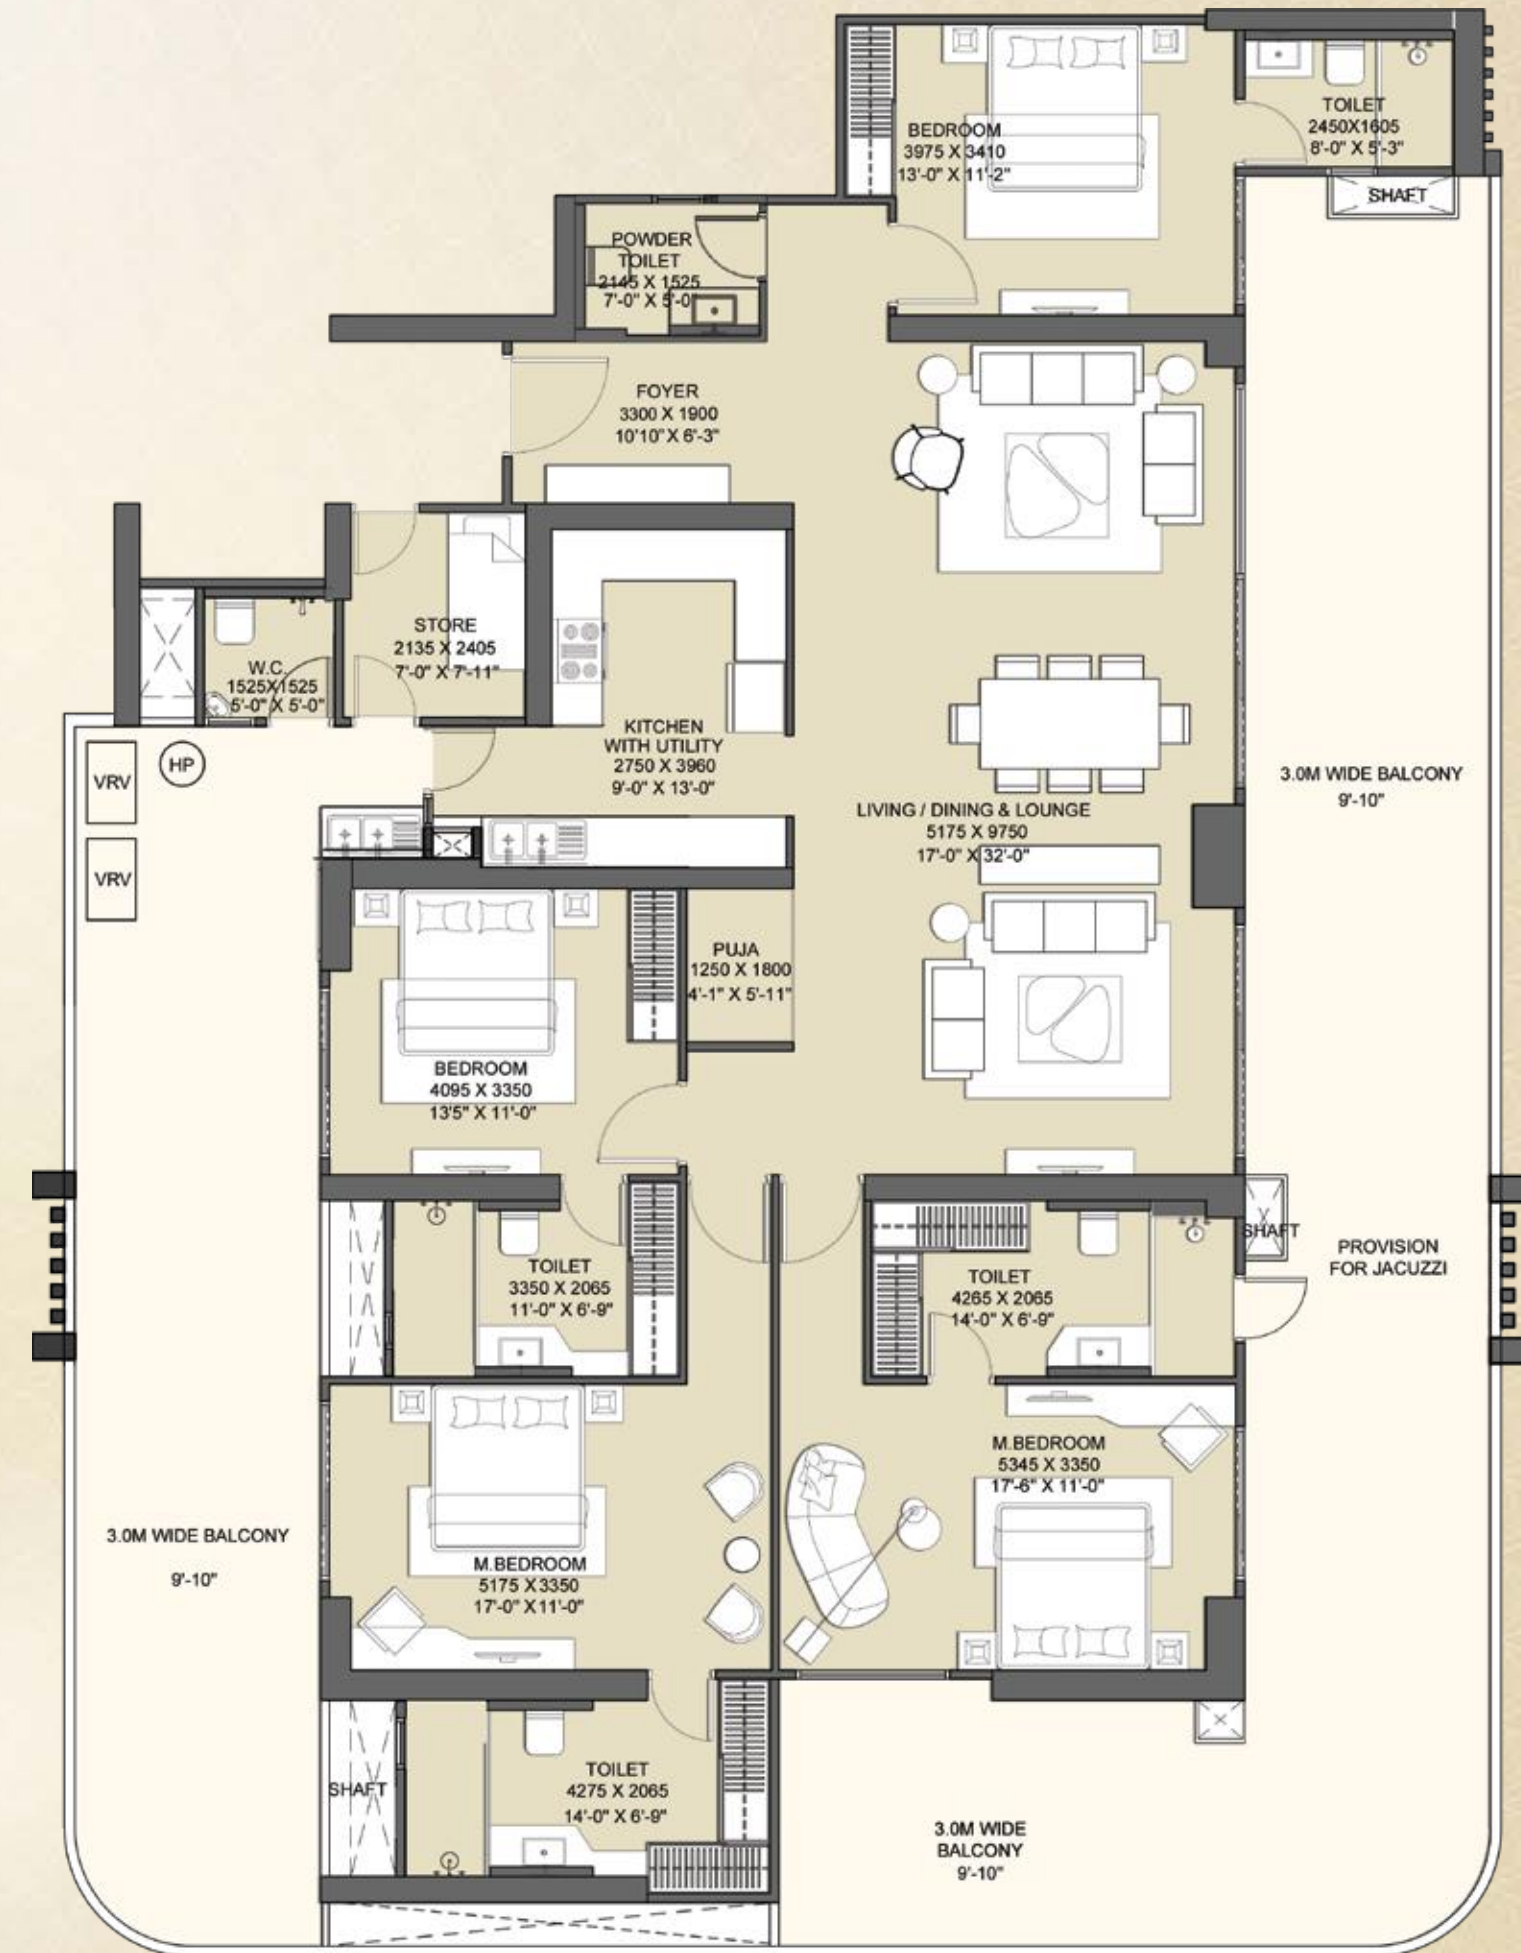 BEDROOM
3975 X 3410
13'-0" X 11'-2"
TOILET
2450X1605
8'-0" X 5'-3"
SHAFT
POWDER
TOILET
2145 X 1525
7'-0" X 5'-0"
FOYER
3300 X 1900
10'10" X 6'-3"
STORE
2135 X 2405
7'-0" X 7'-11"
W.C.
1525X1525
5'-0" X 5'-0"
KITCHEN
WITH UTILITY
2750 X 3960
9'-0" X 13'-0"
VRV
HP
VRV
3.0M WIDE BALCONY
9'-10"
LIVING / DINING & LOUNGE
5175 X 9750
17'-0" X 32'-0"
PUJA
1250 X 1800
4'-1" X 5'-11"
BEDROOM
4095 X 3350
13'5" X 11'-0"
SHAFT
PROVISION
FOR JACUZZI
TOILET
3350 X 2065
11'-0" X 6'-9"
TOILET
4265 X 2065
14'-0" X 6'-9"
M.BEDROOM
5345 X 3350
17'-6" X 11'-0"
3.0M WIDE BALCONY
9'-10"
M.BEDROOM
5175 X 3350
17'-0" X 11'-0"
SHAFT
TOILET
4275 X 2065
14'-0" X 6'-9"
3.0M WIDE
BALCONY
9'-10"